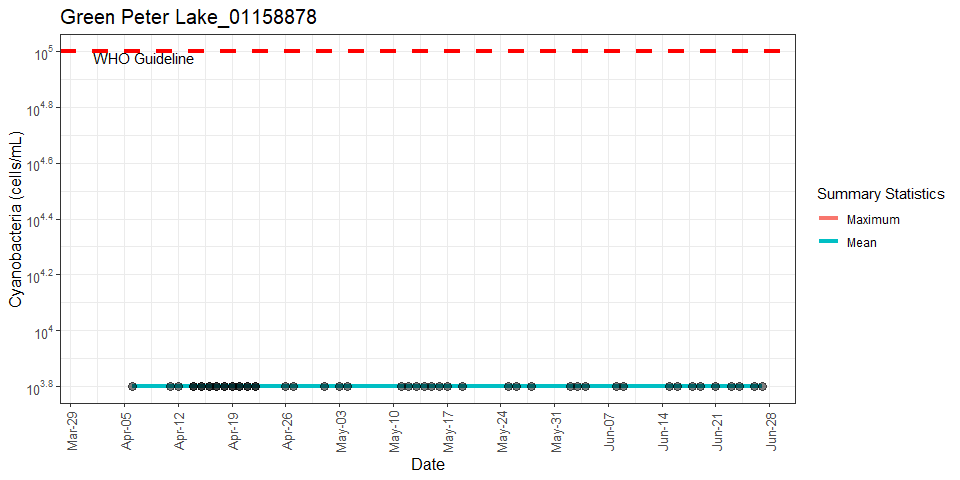 Green Peter Lake_01158878
Cyanobacteria (cells/mL)
10^5
10^4.8
10^4.6
10^4.4
10^4.2
10^4
10^3.8
WHO Guideline
Mar-29
Apr-05
Apr-12
Apr-19
Apr-26
May-03
May-10
May-17
May-24
May-31
Jun-07
Jun-14
Jun-21
Jun-28
Date
Summary Statistics
Maximum
Mean